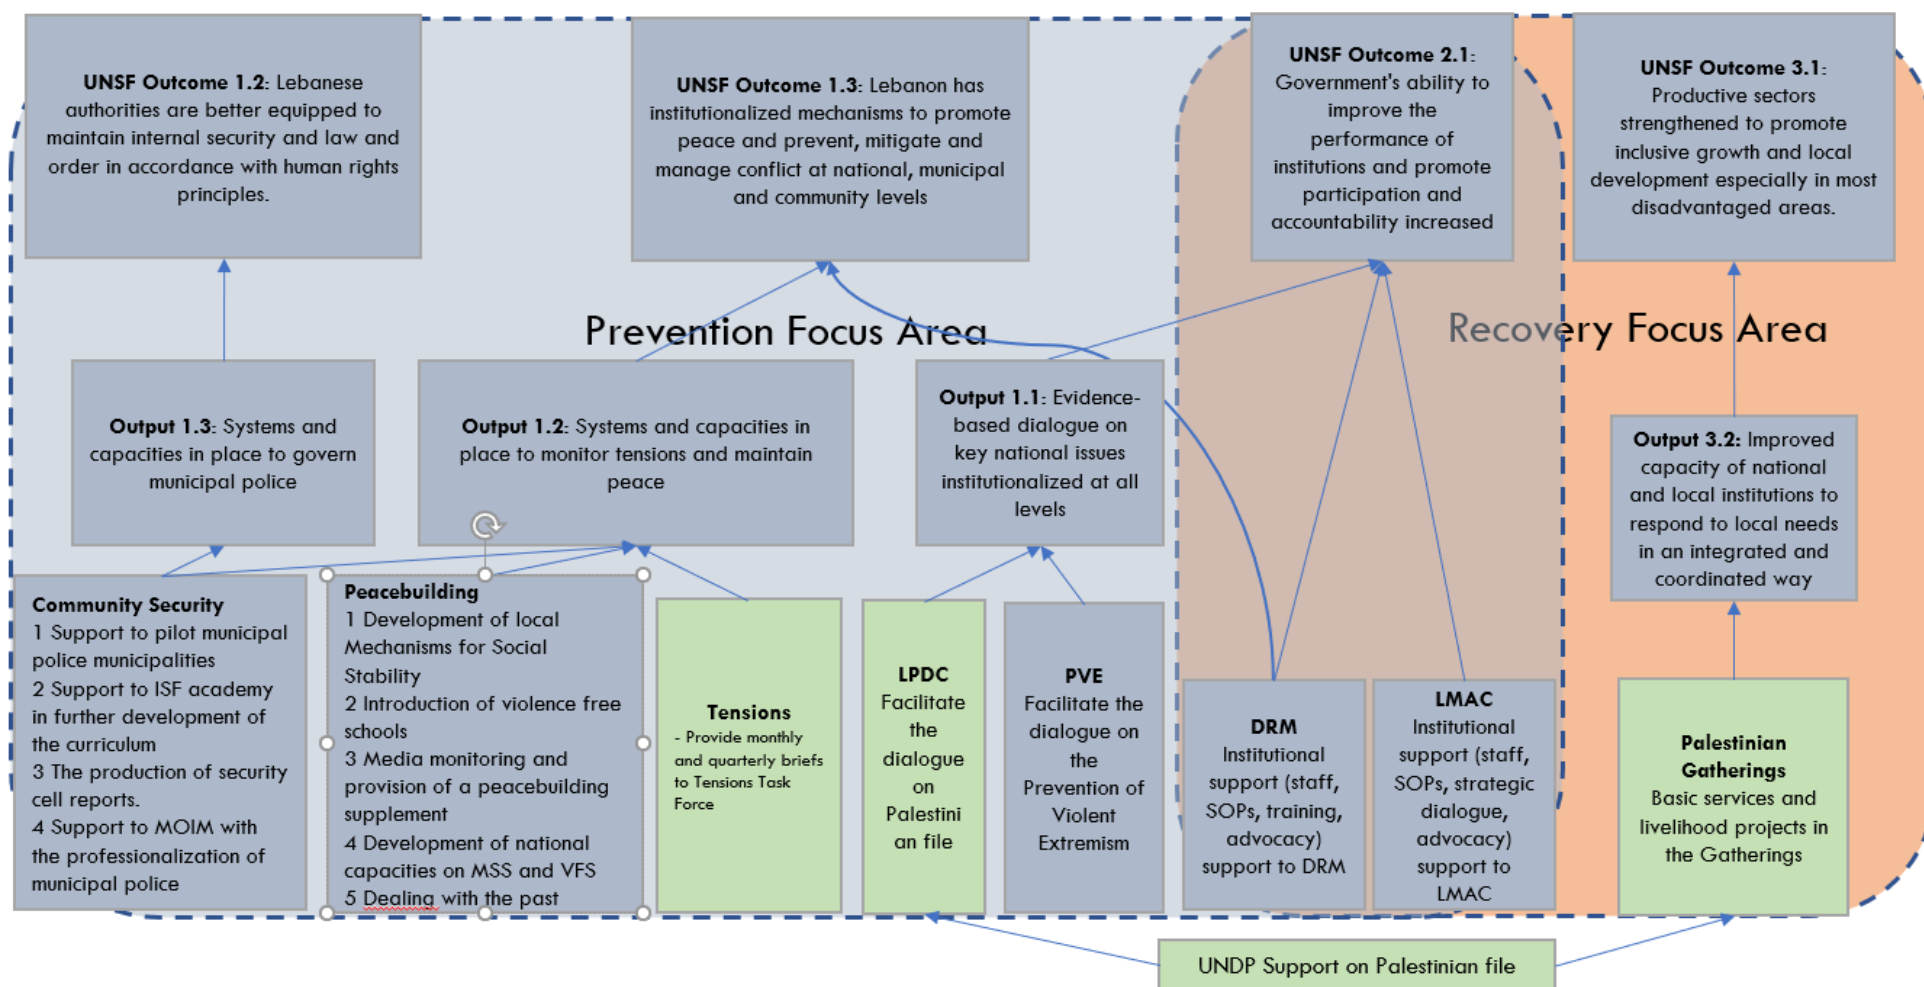 UNSF Outcome 1.2: Lebanese
authorities are better equipped to
maintain internal security and law and
order in accordance with human rights
principles.
UNSF Outcome 1.3: Lebanon has
institutionalized mechanisms to promote
peace and prevent, mitigate and
manage conflict at national, municipal
and community levels
UNSF Outcome 2.1:
Government's ability to
improve the
performance of
institutions and promote
participation and
accountability increased
UNSF Outcome 3.1:
Productive sectors
strengthened to promote
inclusive growth and local
development especially in most
disadvantaged areas.
Prevention Focus Area
Recovery Focus Area
Output 1.3: Systems and
capacities in place to govern
municipal police
Output 1.2: Systems and capacities in
place to monitor tensions and maintain
peace
Output 1.1: Evidence-
based dialogue on
key national issues
institutionalized at all
levels
Output 3.2: Improved
capacity of national
and local institutions to
respond to local needs
in an integrated and
coordinated way
Community Security
1 Support to pilot municipal
police municipalities
2 Support to ISF academy
in further development of
the curriculum
3 The production of security
cell reports.
4 Support to MOIM with
the professionalization of
municipal police
Peacebuilding
1 Development of local
Mechanisms for Social
Stability
2 Introduction of violence free
schools
3 Media monitoring and
provision of a peacebuilding
supplement
4 Development of national
capacities on MSS and VFS
5 Dealing with the past
Tensions
- Provide monthly
and quarterly briefs
to Tensions Task
Force
LPDC
Facilitate
the
dialogue
on
Palestini
an file
PVE
Facilitate the
dialogue on
the
Prevention of
Violent
Extremism
DRM
Institutional
support (staff,
SOPs, training,
advocacy)
support to DRM
LMAC
Institutional
support (staff,
SOPs, strategic
dialogue,
advocacy)
support to
LMAC
Palestinian
Gatherings
Basic services and
livelihood projects in
the Gatherings
UNDP Support on Palestinian file